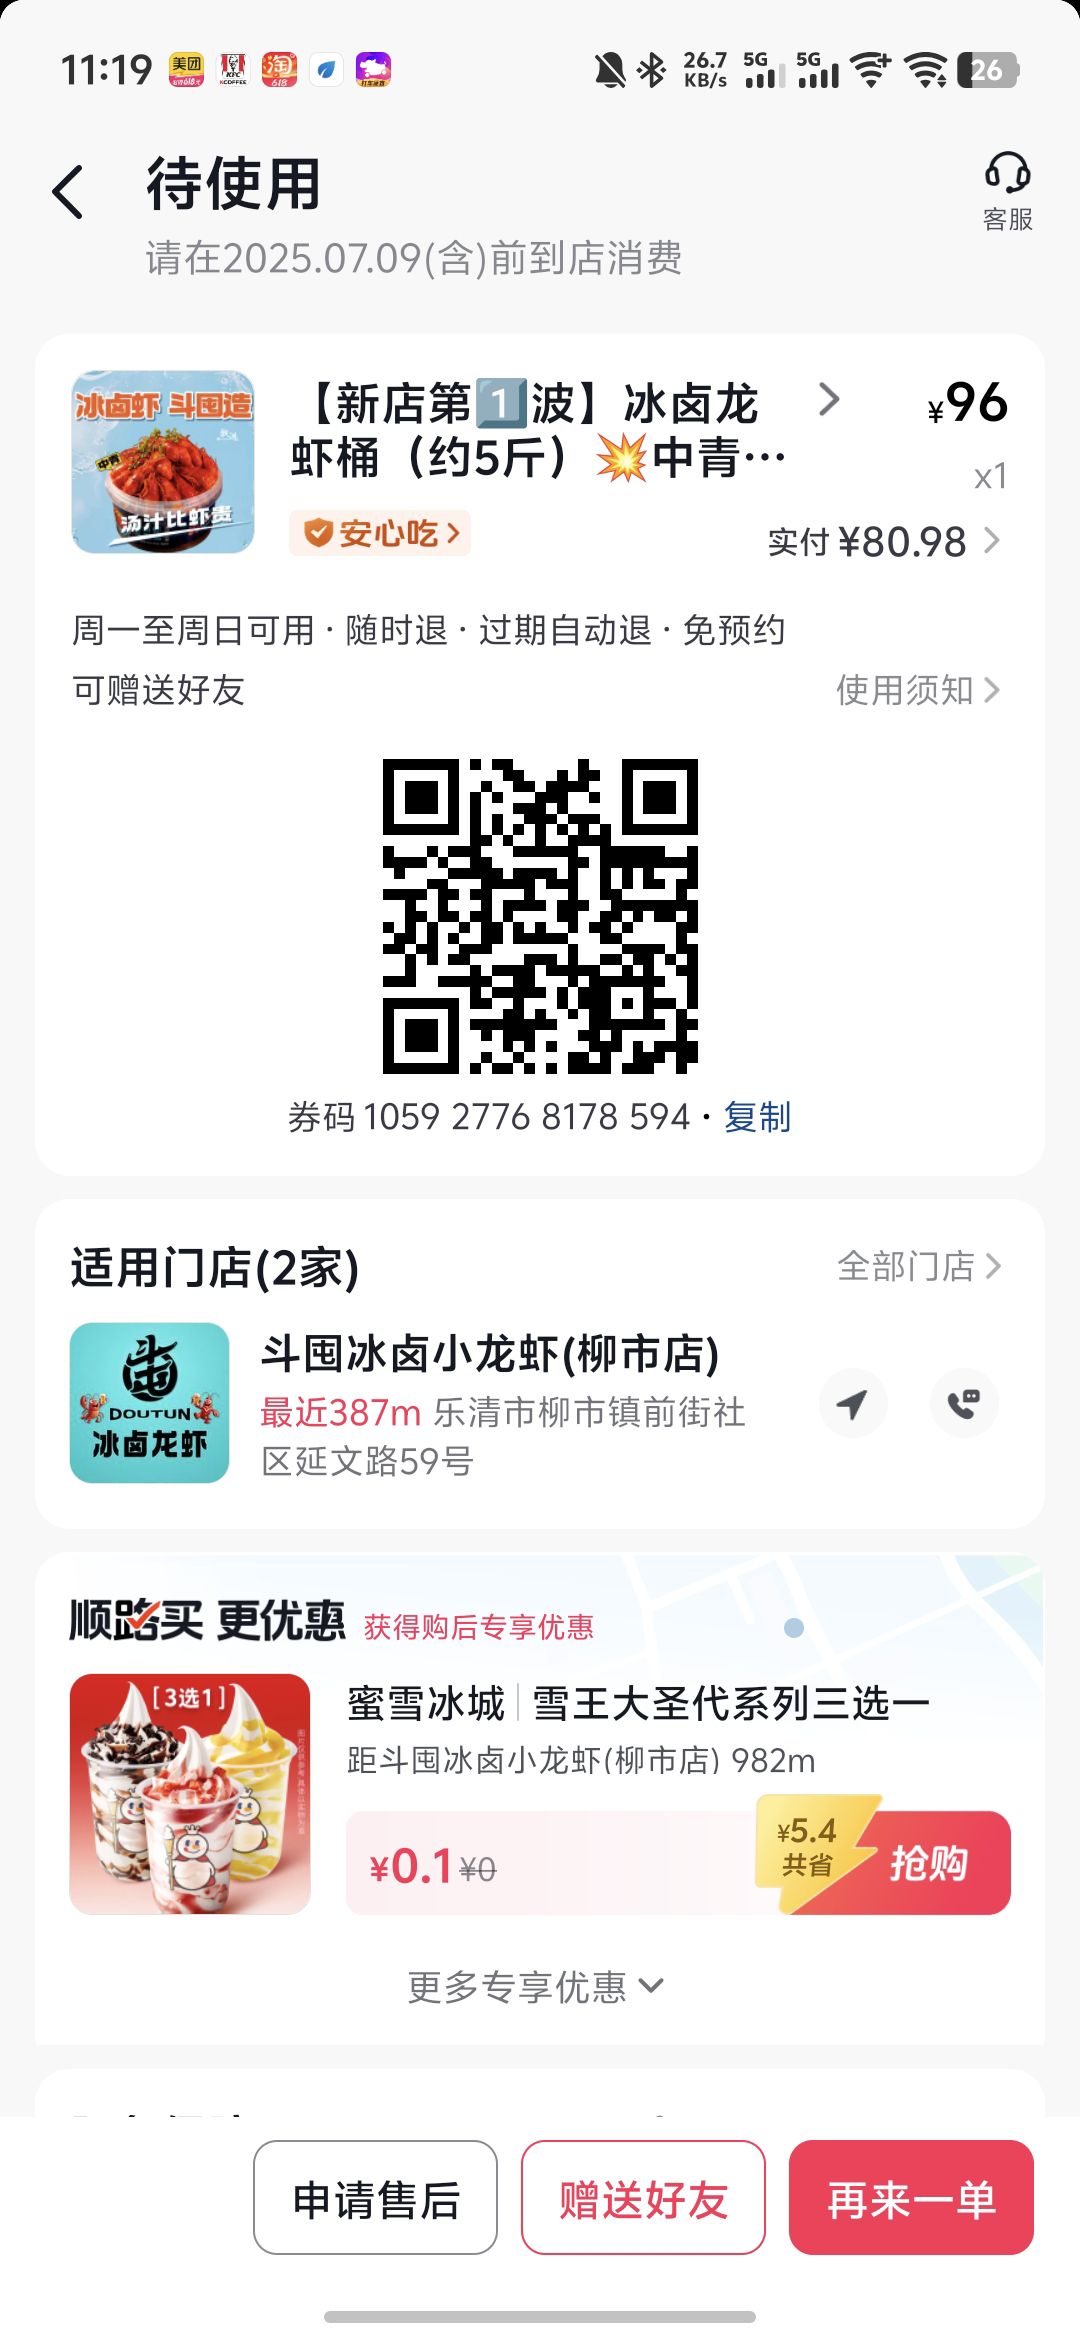 11:19
美团
KFC
KCOFFEE
淘
618
26.7 KB/s
5G
5G
26
待使用
请在2025.07.09(含)前到店消费
客服
冰卤虾 斗囤造
中青
汤汁比虾贵
【新店第1️⃣波】冰卤龙
虾桶（约5斤）💥中青…
¥96
x1
安心吃
实付 ¥80.98
周一至周日可用 · 随时退 · 过期自动退 · 免预约
可赠送好友
使用须知
券码 1059 2776 8178 594 · 复制
适用门店(2家)
全部门店
斗囤
DOUTUN
冰卤龙虾
斗囤冰卤小龙虾(柳市店)
最近387m 乐清市柳市镇前街社
区延文路59号
顺路买 更优惠 获得购后专享优惠
[3选1]
蜜雪冰城 | 雪王大圣代系列三选一
距斗囤冰卤小龙虾(柳市店) 982m
¥0.1 ¥0
¥5.4
共省
抢购
更多专享优惠
申请售后
赠送好友
再来一单